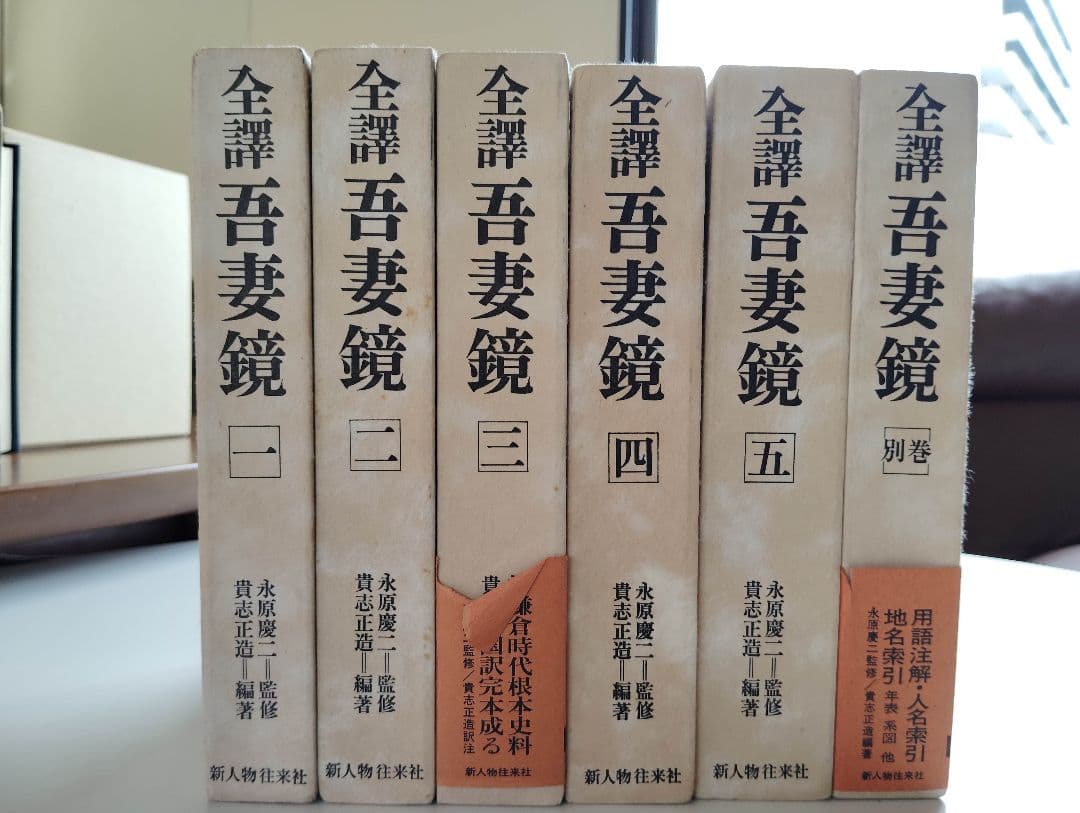 全譯
吾妻鏡
一
永原慶二＝監修
貴志正造＝編著
新人物往来社
全譯
吾妻鏡
二
永原慶二＝監修
貴志正造＝編著
新人物往来社
全譯
吾妻鏡
三
鎌倉時代根本史料
訳完本成る
監修／貴志正造訳注
新人物往来社
全譯
吾妻鏡
四
永原慶二＝監修
貴志正造＝編著
新人物往来社
全譯
吾妻鏡
五
永原慶二＝監修
貴志正造＝編著
新人物往来社
全譯
吾妻鏡
別巻
用語注解・人名索引
地名索引 年表 系図 他
永原慶二監修／貴志正造編著
新人物往来社